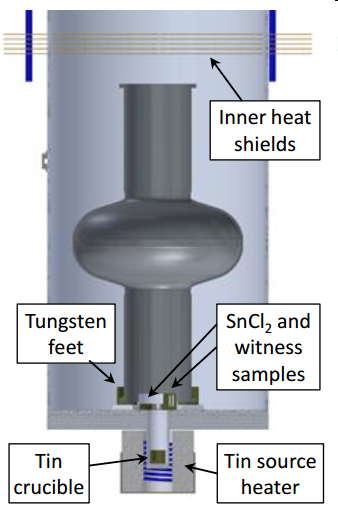 Inner heat
shields
Tungsten
feet
SnCl₂ and
witness
samples
Tin
crucible
Tin source
heater